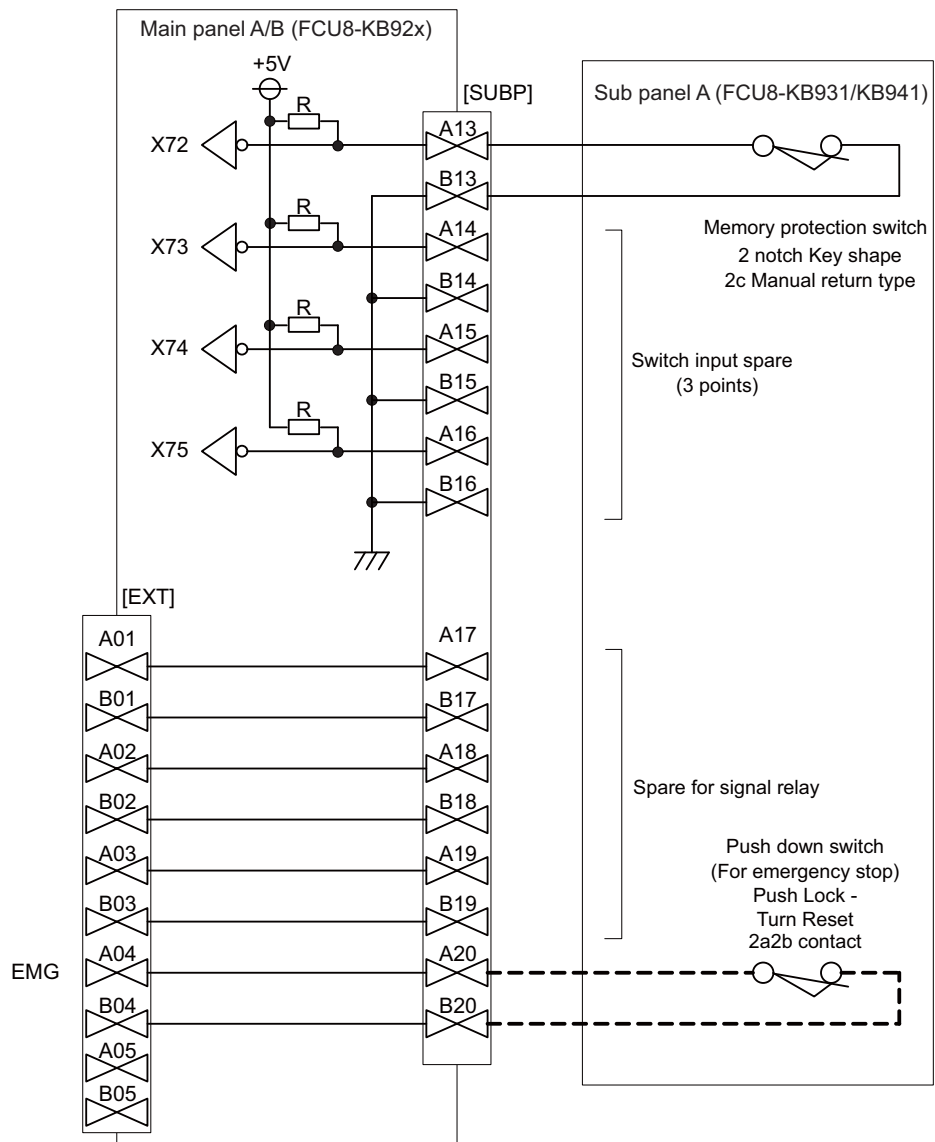 Main panel A/B (FCU8-KB92x)
+5V
[SUBP]
Sub panel A (FCU8-KB931/KB941)
R
A13
X72
B13
R
A14
X73
Memory protection switch
2 notch Key shape
2c Manual return type
B14
R
A15
X74
Switch input spare
(3 points)
B15
R
A16
X75
B16
[EXT]
A01
A17
B01
B17
A02
A18
Spare for signal relay
B02
B18
A03
A19
Push down switch
(For emergency stop)
Push Lock -
Turn Reset
2a2b contact
B03
B19
EMG
A04
A20
B04
B20
A05
B05